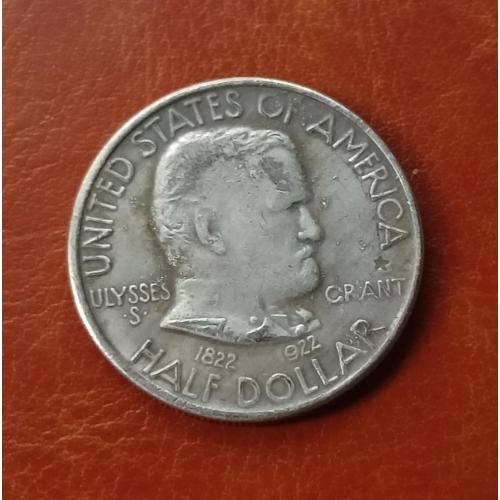 UNITED STATES OF AMERICA
ULYSSES
·S·
GRANT
1822
1922
HALF DOLLAR